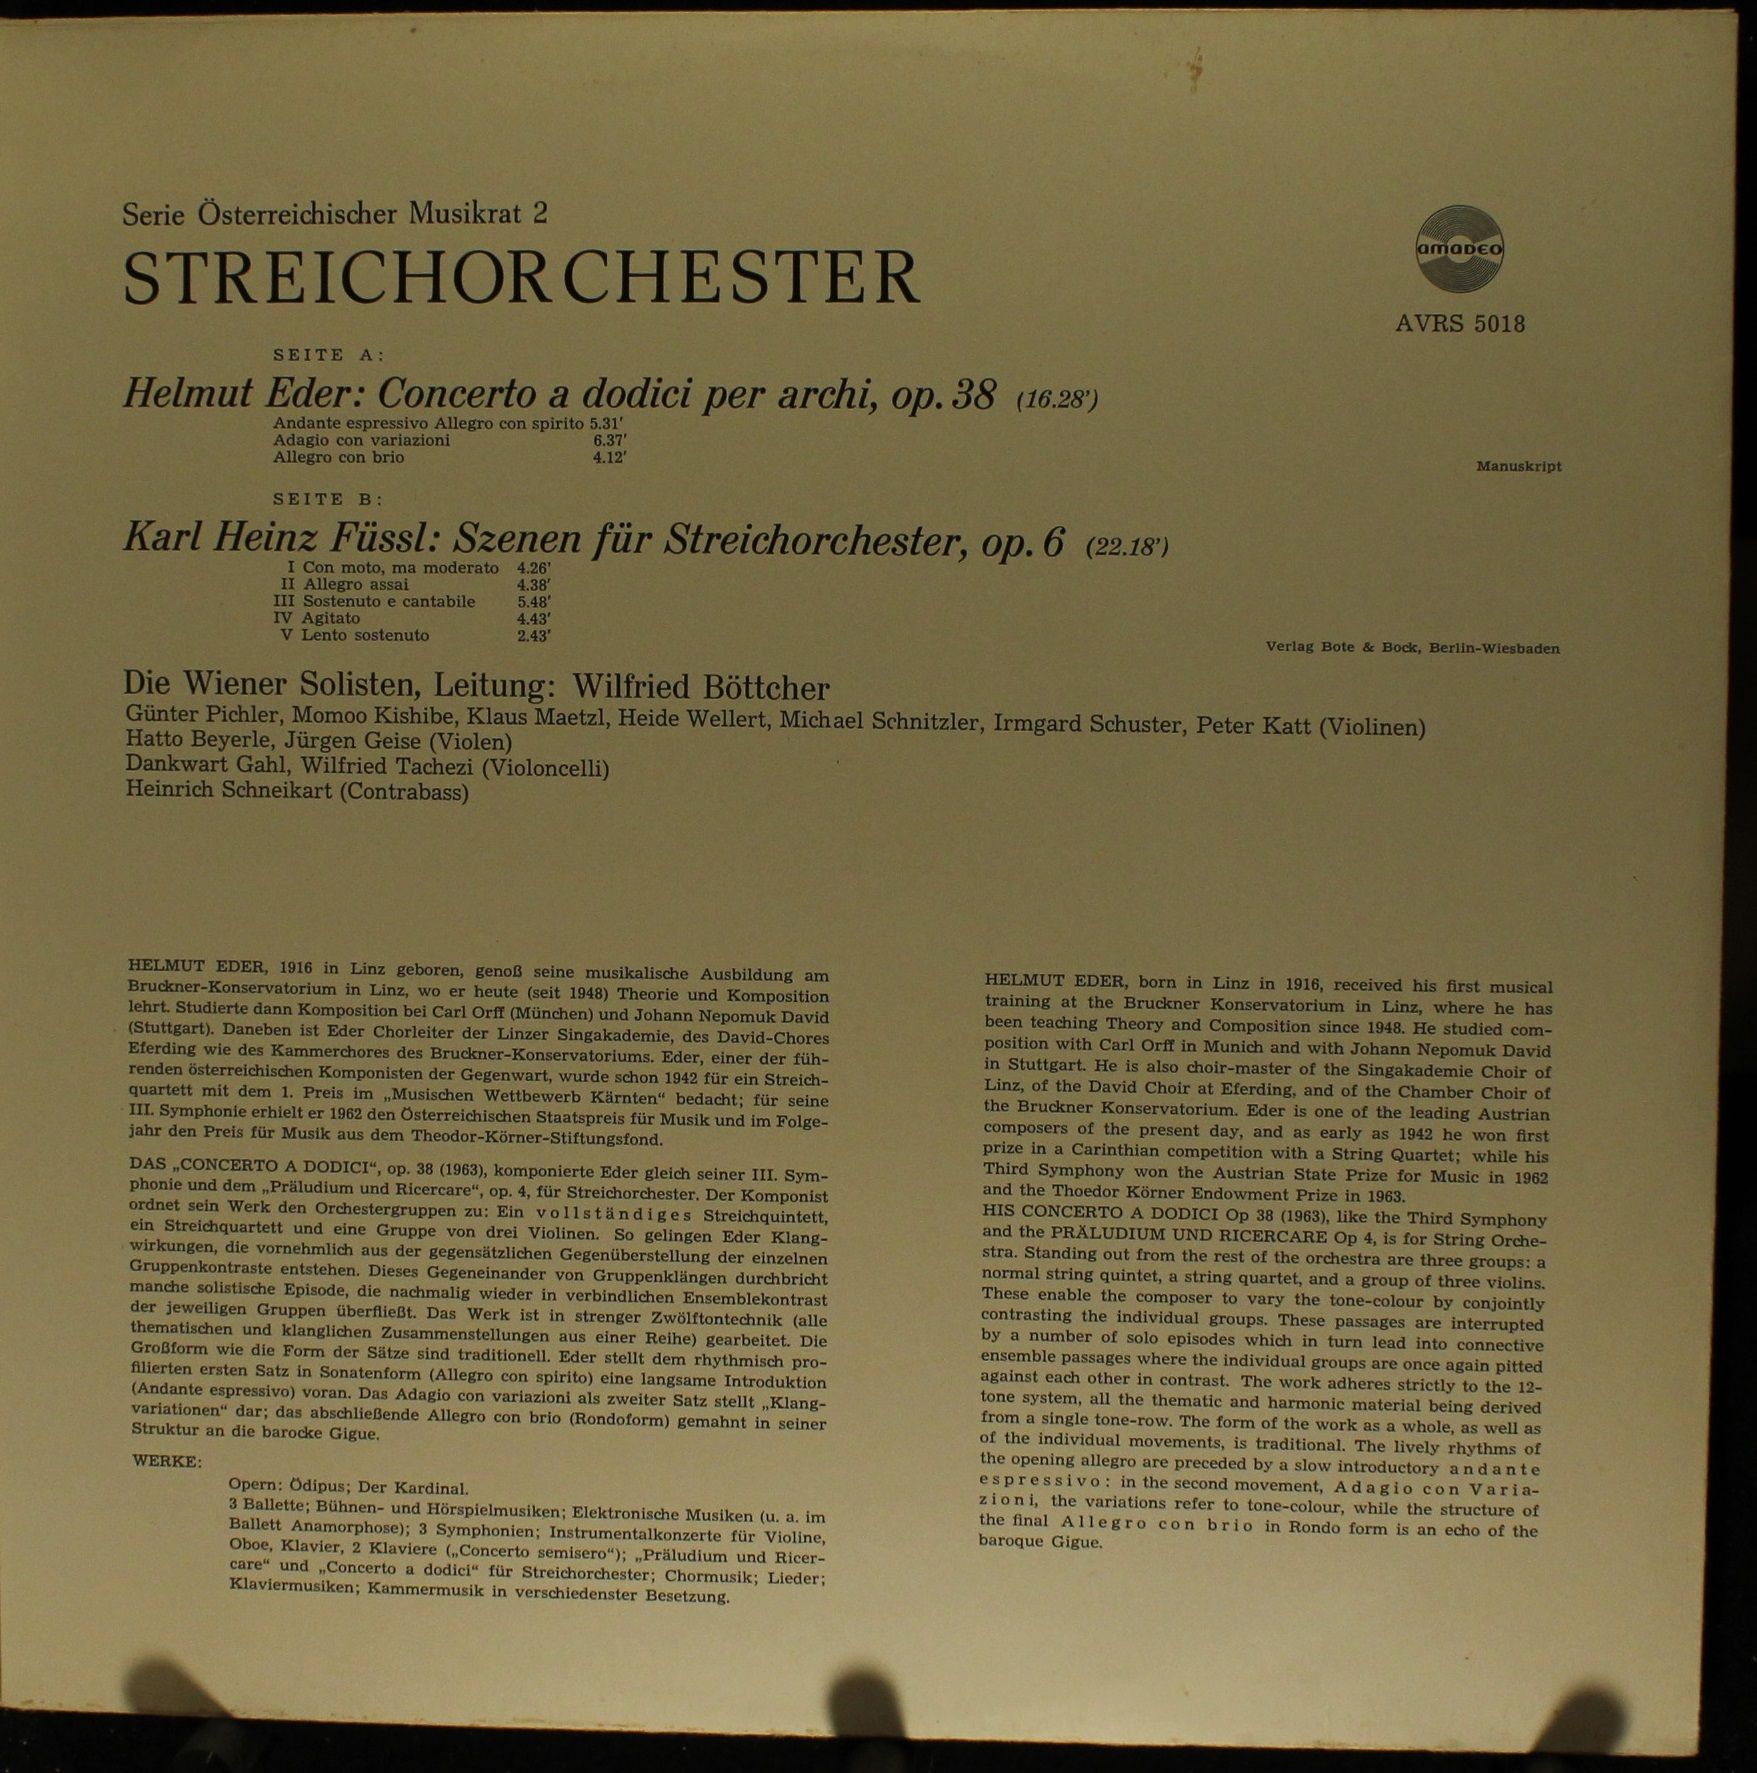 Serie Österreichischer Musikrat 2
STREICHORCHESTER
amadeo
AVRS 5018
SEITE A:
Helmut Eder: Concerto a dodici per archi, op. 38 (16.28')
Andante espressivo Allegro con spirito 5.31'
Adagio con variazioni 6.37'
Allegro con brio 4.12'
Manuskript
SEITE B:
Karl Heinz Füssl: Szenen für Streichorchester, op. 6 (22.18')
I Con moto, ma moderato 4.26'
II Allegro assai 4.38'
III Sostenuto e cantabile 5.48'
IV Agitato 4.43'
V Lento sostenuto 2.43'
Verlag Bote & Bock, Berlin-Wiesbaden
Die Wiener Solisten, Leitung: Wilfried Böttcher
Günter Pichler, Momoo Kishibe, Klaus Maetzl, Heide Wellert, Michael Schnitzler, Irmgard Schuster, Peter Katt (Violinen)
Hatto Beyerle, Jürgen Geise (Violen)
Dankwart Gahl, Wilfried Tachezi (Violoncelli)
Heinrich Schneikart (Contrabass)
HELMUT EDER, 1916 in Linz geboren, genoß seine musikalische Ausbildung am
Bruckner-Konservatorium in Linz, wo er heute (seit 1948) Theorie und Komposition
lehrt. Studierte dann Komposition bei Carl Orff (München) und Johann Nepomuk David
(Stuttgart). Daneben ist Eder Chorleiter der Linzer Singakademie, des David-Chores
Eferding wie des Kammerchores des Bruckner-Konservatoriums. Eder, einer der füh-
renden österreichischen Komponisten der Gegenwart, wurde schon 1942 für ein Streich-
quartett mit dem 1. Preis im „Musischen Wettbewerb Kärnten“ bedacht; für seine
III. Symphonie erhielt er 1962 den Österreichischen Staatspreis für Musik und im Folge-
jahr den Preis für Musik aus dem Theodor-Körner-Stiftungsfond.
DAS „CONCERTO A DODICI“, op. 38 (1963), komponierte Eder gleich seiner III. Sym-
phonie und dem „Präludium und Ricercare“, op. 4, für Streichorchester. Der Komponist
ordnet sein Werk den Orchestergruppen zu: Ein vollständiges Streichquintett,
ein Streichquartett und eine Gruppe von drei Violinen. So gelingen Eder Klang-
wirkungen, die vornehmlich aus der gegensätzlichen Gegenüberstellung der einzelnen
Gruppenkontraste entstehen. Dieses Gegeneinander von Gruppenklängen durchbricht
manche solistische Episode, die nachmalig wieder in verbindlichen Ensemblekontrast
der jeweiligen Gruppen überfließt. Das Werk ist in strenger Zwölftontechnik (alle
thematischen und klanglichen Zusammenstellungen aus einer Reihe) gearbeitet. Die
Großform wie die Form der Sätze sind traditionell. Eder stellt dem rhythmisch pro-
filierten ersten Satz in Sonatenform (Allegro con spirito) eine langsame Introduktion
(Andante espressivo) voran. Das Adagio con variazioni als zweiter Satz stellt „Klang-
variationen“ dar; das abschließende Allegro con brio (Rondoform) gemahnt in seiner
Struktur an die barocke Gigue.
WERKE:
Opern: Ödipus; Der Kardinal.
3 Ballette; Bühnen- und Hörspielmusiken; Elektronische Musiken (u. a. im
Ballett Anamorphose); 3 Symphonien; Instrumentalkonzerte für Violine,
Oboe, Klavier, 2 Klaviere („Concerto semisero“); „Präludium und Ricer-
care“ und „Concerto a dodici“ für Streichorchester; Chormusik; Lieder;
Klaviermusiken; Kammermusik in verschiedenster Besetzung.
HELMUT EDER, born in Linz in 1916, received his first musical
training at the Bruckner Konservatorium in Linz, where he has
been teaching Theory and Composition since 1948. He studied com-
position with Carl Orff in Munich and with Johann Nepomuk David
in Stuttgart. He is also choir-master of the Singakademie Choir of
Linz, of the David Choir at Eferding, and of the Chamber Choir of
the Bruckner Konservatorium. Eder is one of the leading Austrian
composers of the present day, and as early as 1942 he won first
prize in a Carinthian competition with a String Quartet; while his
Third Symphony won the Austrian State Prize for Music in 1962
and the Thoedor Körner Endowment Prize in 1963.
HIS CONCERTO A DODICI Op 38 (1963), like the Third Symphony
and the PRÄLUDIUM UND RICERCARE Op 4, is for String Orche-
stra. Standing out from the rest of the orchestra are three groups: a
normal string quintet, a string quartet, and a group of three violins.
These enable the composer to vary the tone-colour by conjointly
contrasting the individual groups. These passages are interrupted
by a number of solo episodes which in turn lead into connective
ensemble passages where the individual groups are once again pitted
against each other in contrast. The work adheres strictly to the 12-
tone system, all the thematic and harmonic material being derived
from a single tone-row. The form of the work as a whole, as well as
of the individual movements, is traditional. The lively rhythms of
the opening allegro are preceded by a slow introductory andante
espressivo: in the second movement, Adagio con Varia-
zioni, the variations refer to tone-colour, while the structure of
the final Allegro con brio in Rondo form is an echo of the
baroque Gigue.